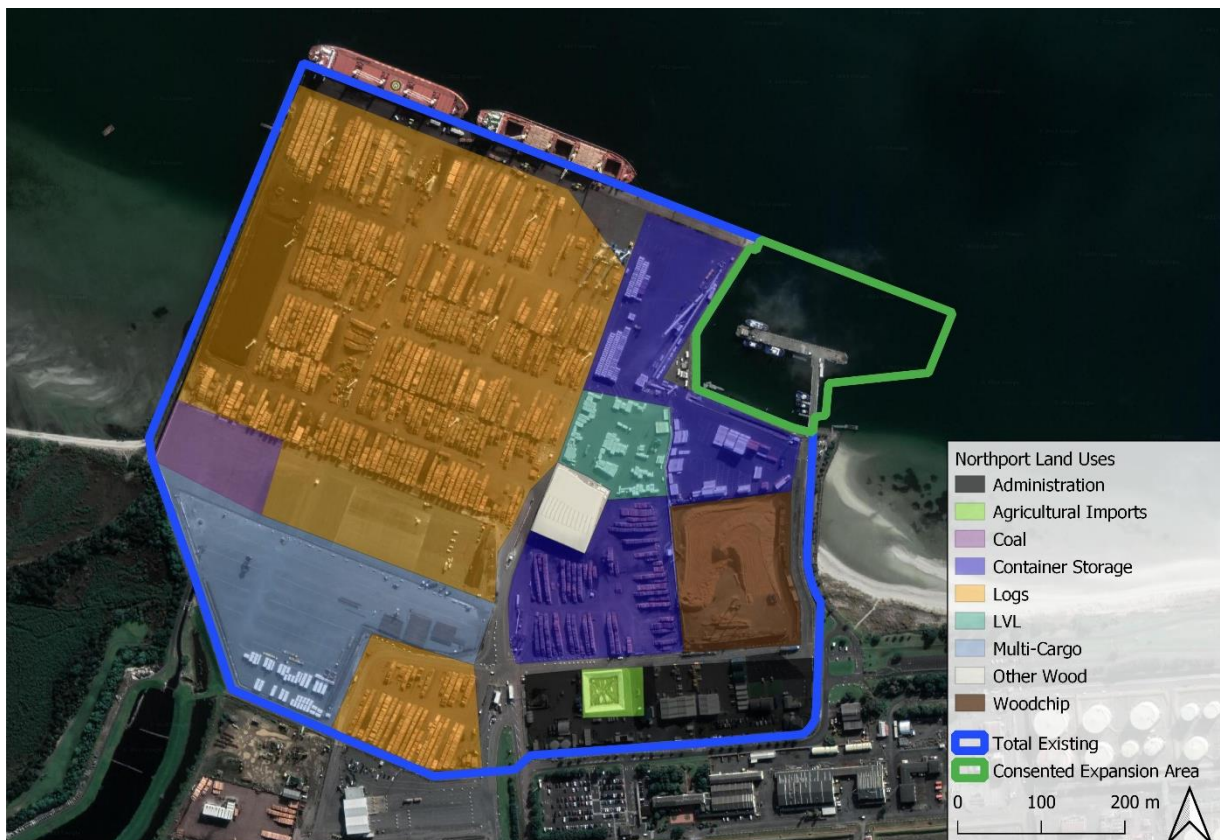 Northport Land Uses
Administration
Agricultural Imports
Coal
Container Storage
Logs
LVL
Multi-Cargo
Other Wood
Woodchip
Total Existing
Consented Expansion Area
0 100 200 m